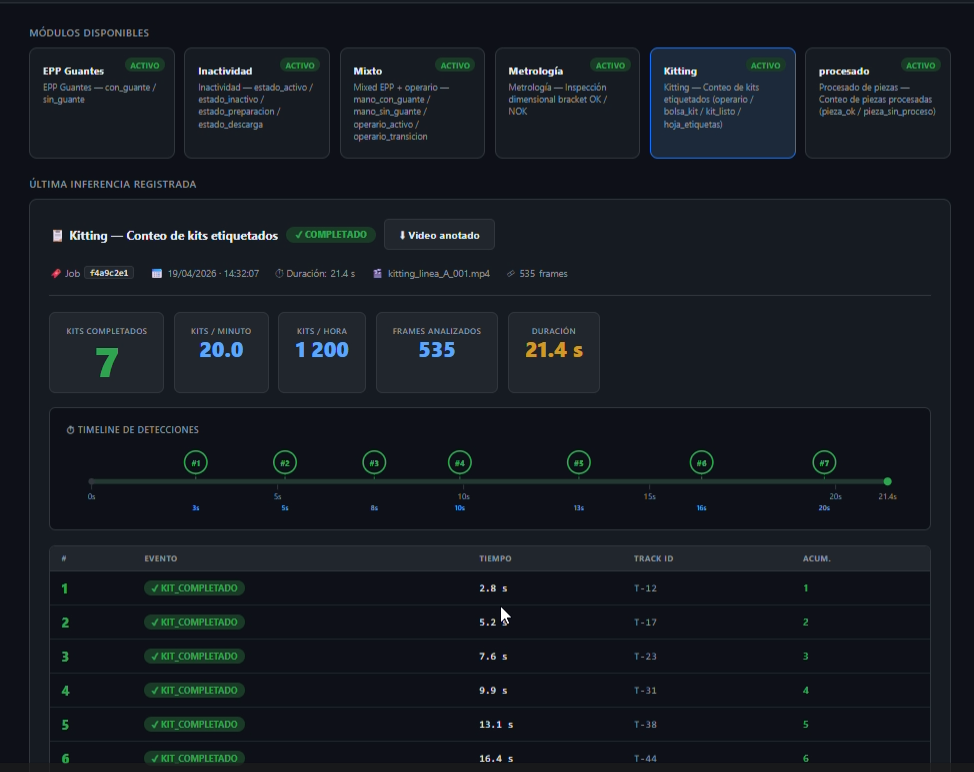 MÓDULOS DISPONIBLES
EPP Guantes
ACTIVO
EPP Guantes — con_guante /
sin_guante
Inactividad
ACTIVO
Inactividad — estado_activo /
estado_inactivo /
estado_preparacion /
estado_descarga
Mixto
ACTIVO
Mixed EPP + operario —
mano_con_guante /
mano_sin_guante /
operario_activo /
operario_transicion
Metrología
ACTIVO
Metrología — Inspección
dimensional bracket OK /
NOK
Kitting
ACTIVO
Kitting — Conteo de kits
etiquetados (operario /
bolsa_kit / kit_listo /
hoja_etiquetas)
procesado
ACTIVO
Procesado de piezas —
Conteo de piezas procesadas
(pieza_ok / pieza_sin_proceso)
ÚLTIMA INFERENCIA REGISTRADA
Kitting — Conteo de kits etiquetados
✓ COMPLETADO
⬇ Video anotado
Job f4a9c2e1
19/04/2026 · 14:32:07
Duración: 21.4 s
kitting_linea_A_001.mp4
535 frames
KITS COMPLETADOS
7
KITS / MINUTO
20.0
KITS / HORA
1 200
FRAMES ANALIZADOS
535
DURACIÓN
21.4 s
TIMELINE DE DETECCIONES
#1 #2 #3 #4 #5 #6 #7
0s 5s 10s 15s 20s 21.4s
3s 5s 8s 10s 13s 16s 20s
# EVENTO TIEMPO TRACK ID ACUM.
1 ✓ KIT_COMPLETADO 2.8 s T-12 1
2 ✓ KIT_COMPLETADO 5.2 s T-17 2
3 ✓ KIT_COMPLETADO 7.6 s T-23 3
4 ✓ KIT_COMPLETADO 9.9 s T-31 4
5 ✓ KIT_COMPLETADO 13.1 s T-38 5
6 ✓ KIT_COMPLETADO 16.4 s T-44 6